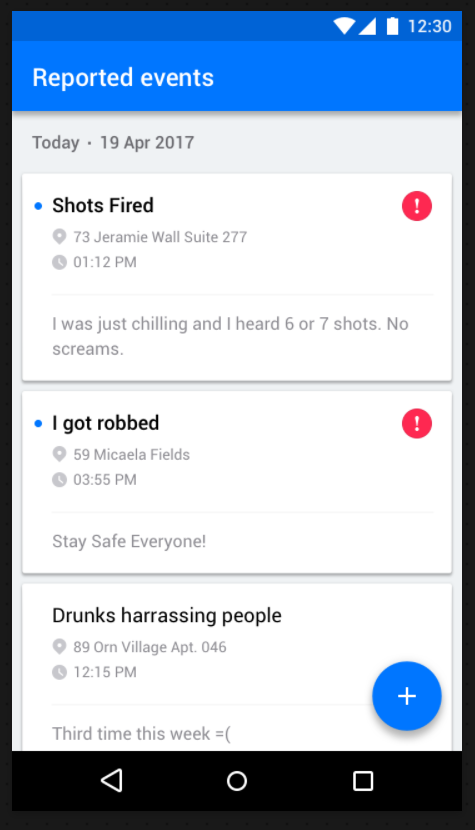 12:30
Reported events
Today · 19 Apr 2017
Shots Fired
!
73 Jeramie Wall Suite 277
01:12 PM
I was just chilling and I heard 6 or 7 shots. No
screams.
I got robbed
!
59 Micaela Fields
03:55 PM
Stay Safe Everyone!
Drunks harrassing people
89 Orn Village Apt. 046
12:15 PM
+
Third time this week =(